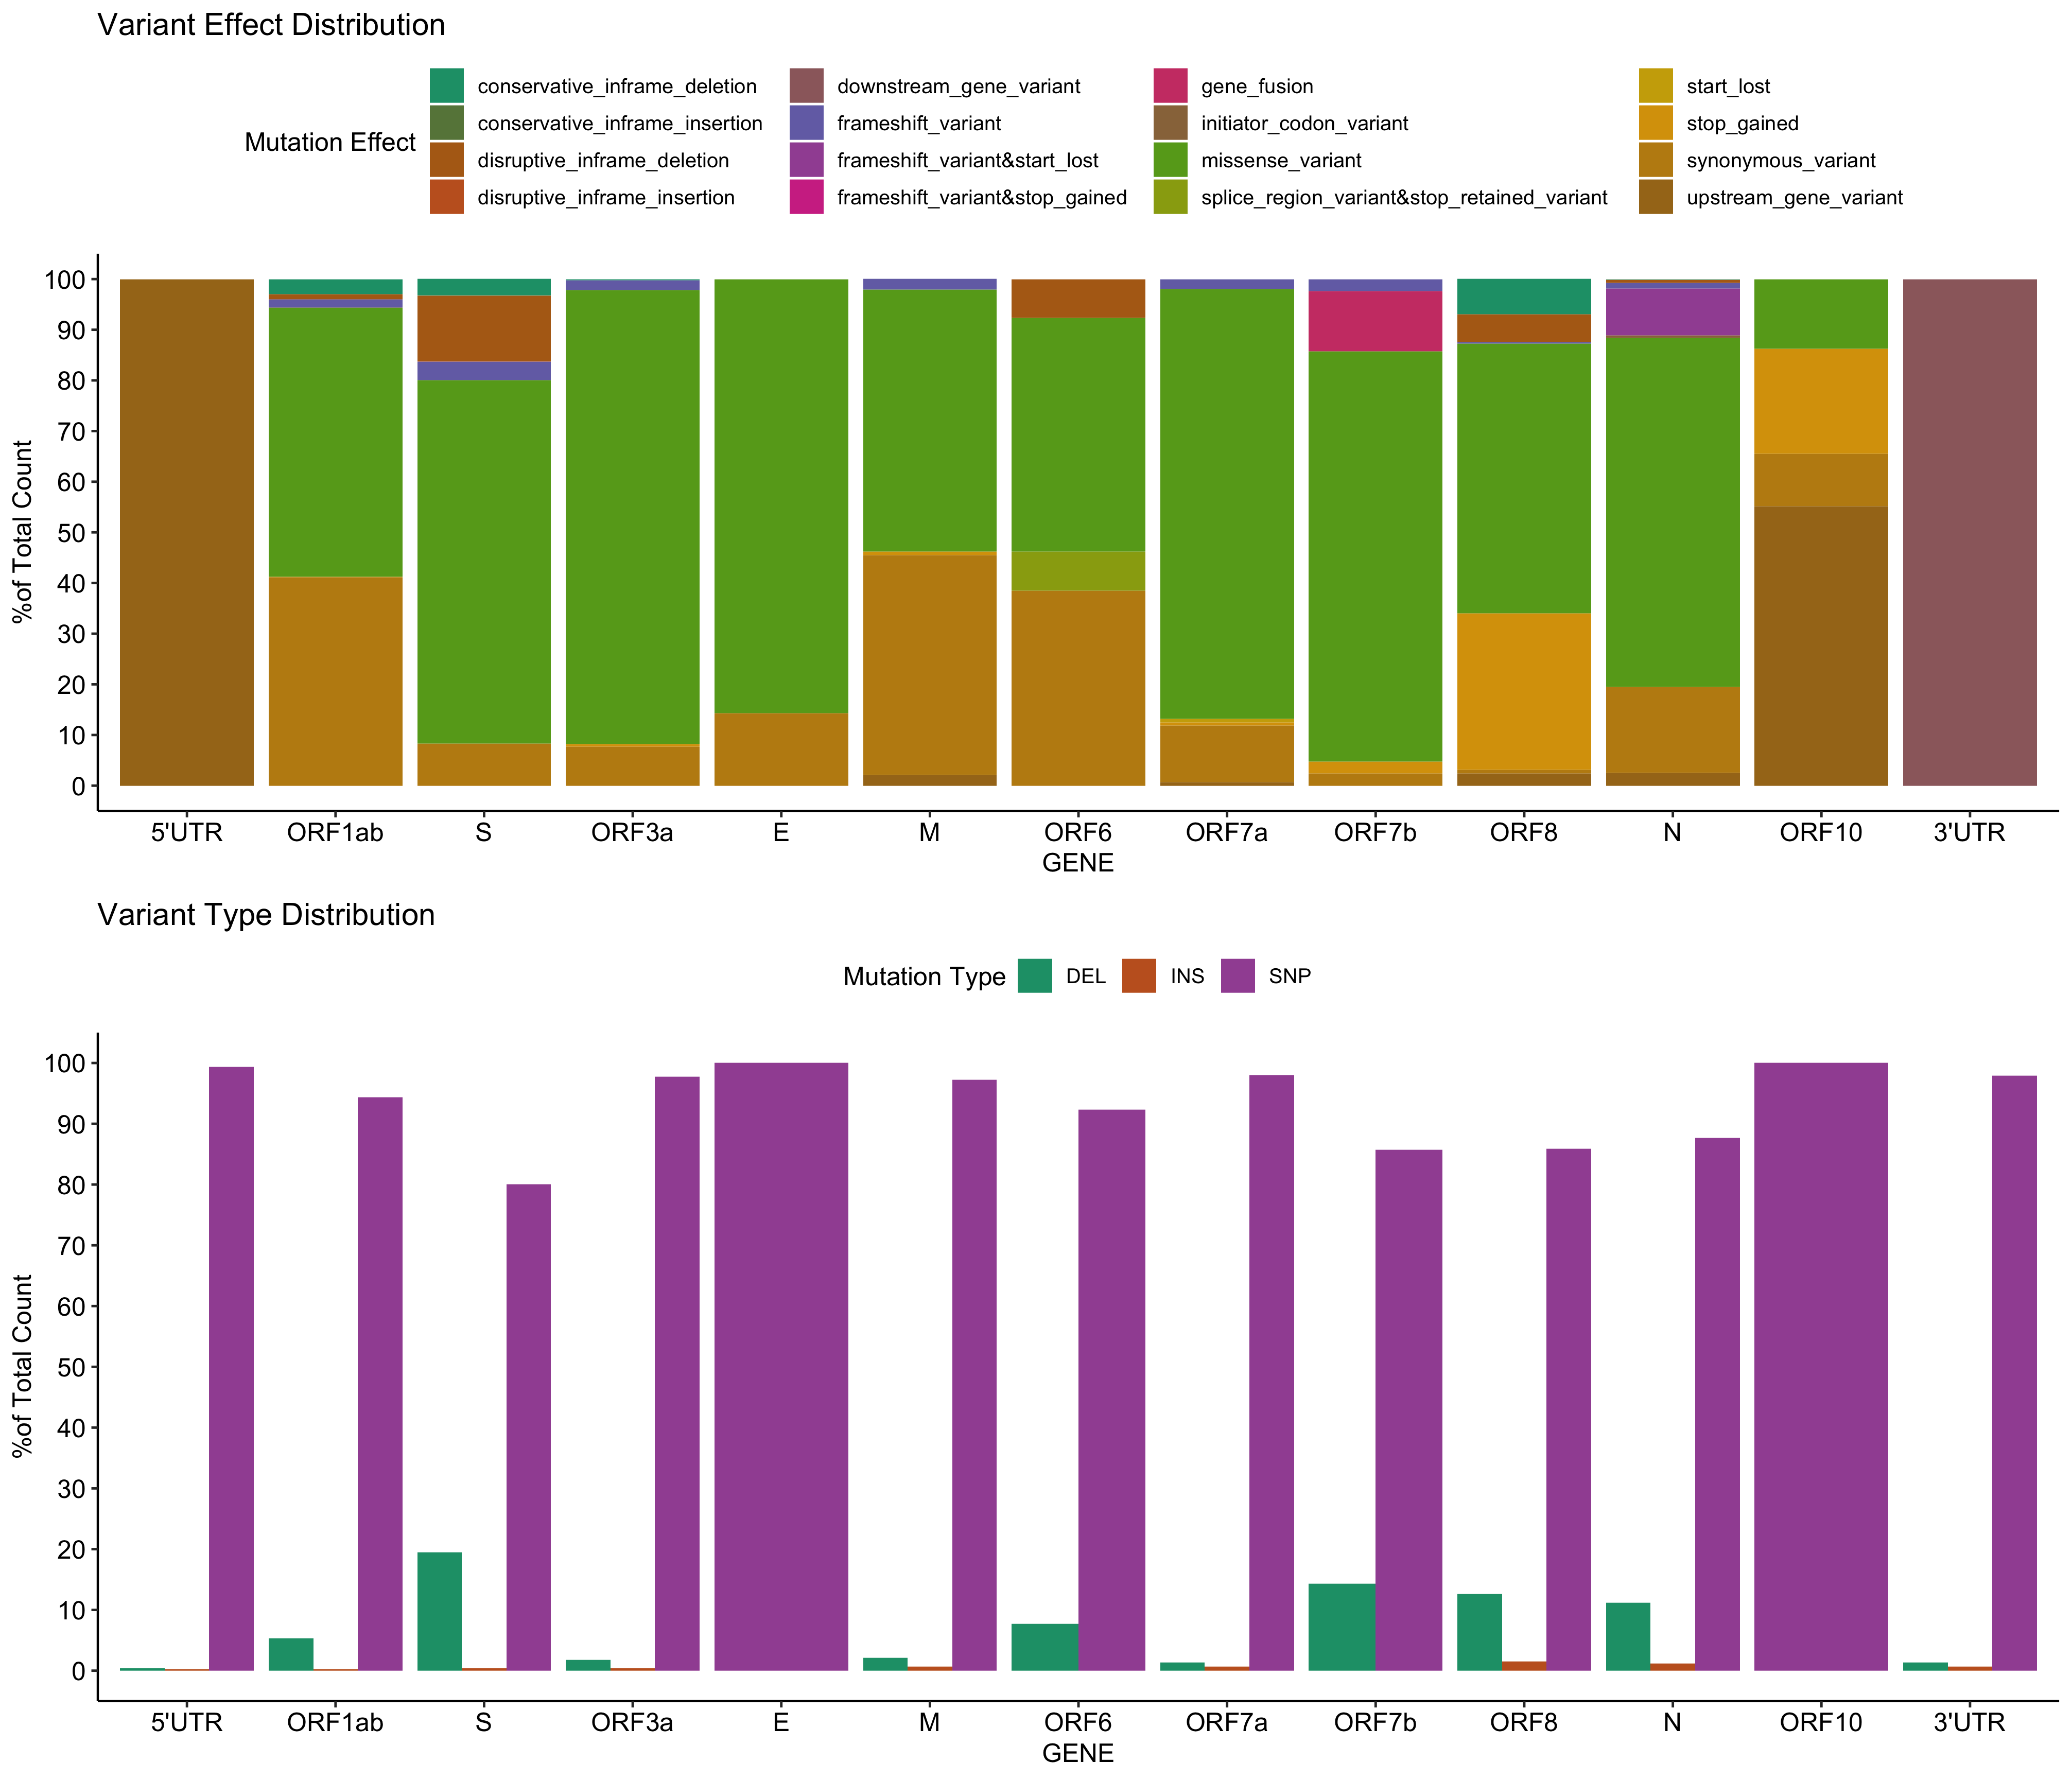 Variant Effect Distribution
Mutation Effect
conservative_inframe_deletion
conservative_inframe_insertion
disruptive_inframe_deletion
disruptive_inframe_insertion
downstream_gene_variant
frameshift_variant
frameshift_variant&start_lost
frameshift_variant&stop_gained
gene_fusion
initiator_codon_variant
missense_variant
splice_region_variant&stop_retained_variant
start_lost
stop_gained
synonymous_variant
upstream_gene_variant
%of Total Count
100
90
80
70
60
50
40
30
20
10
0
5'UTR ORF1ab S ORF3a E M ORF6 ORF7a ORF7b ORF8 N ORF10 3'UTR
GENE
Variant Type Distribution
Mutation Type DEL INS SNP
%of Total Count
100
90
80
70
60
50
40
30
20
10
0
5'UTR ORF1ab S ORF3a E M ORF6 ORF7a ORF7b ORF8 N ORF10 3'UTR
GENE